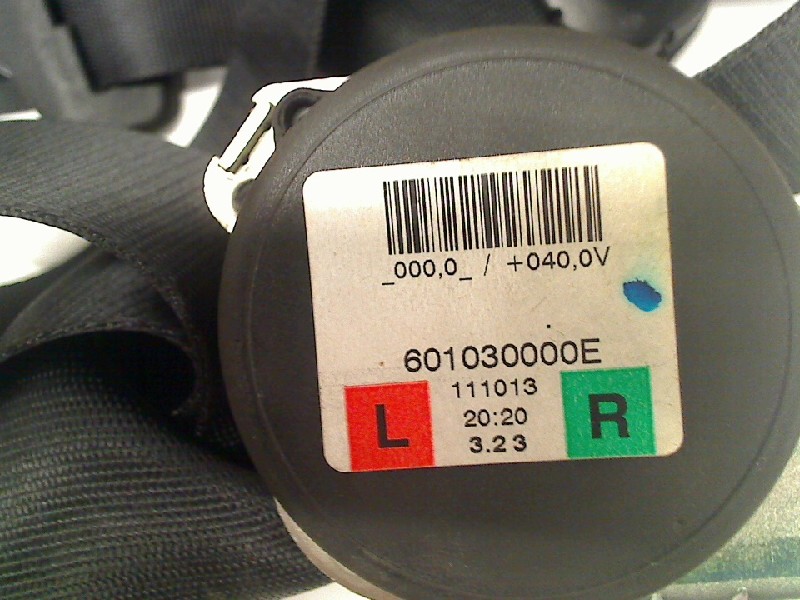 _000,0_ / +040,0V
601030000E
111013
L
20:20
R
3.23